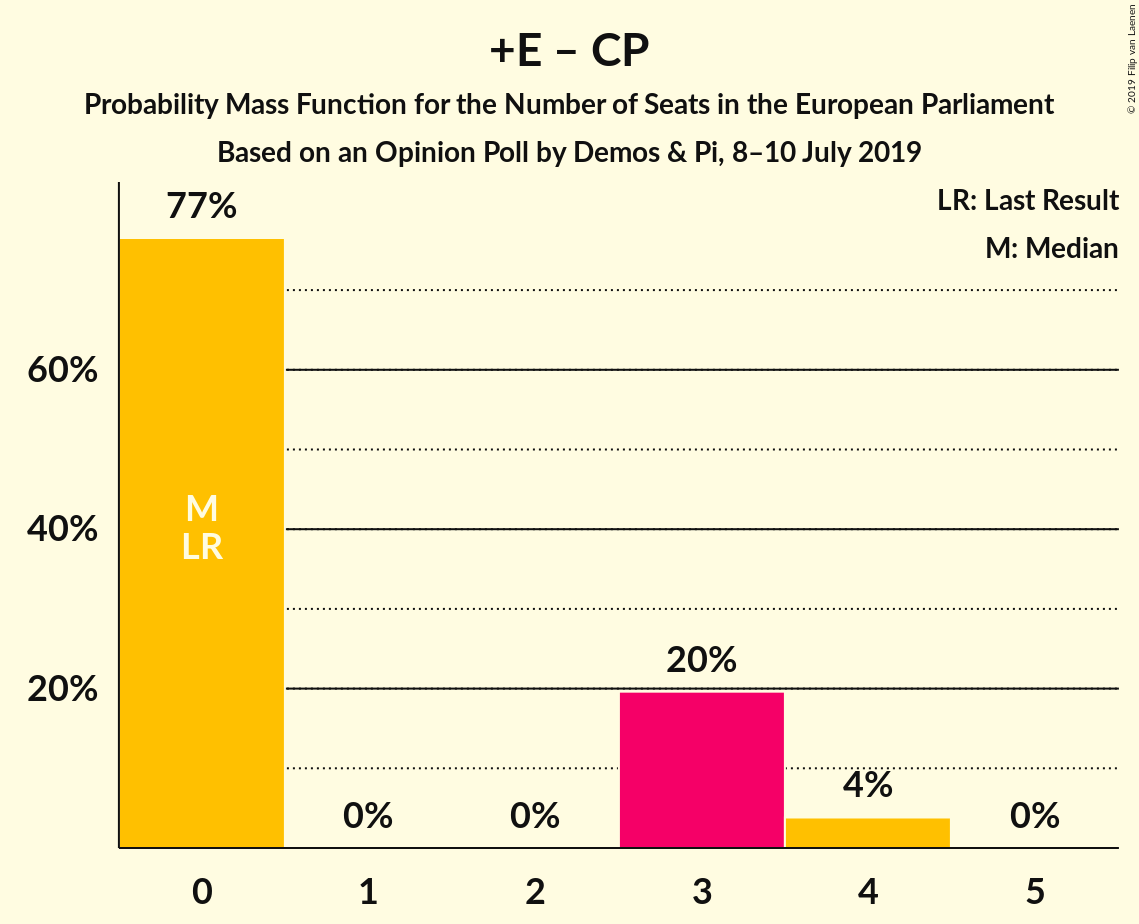 +E – CP
Probability Mass Function for the Number of Seats in the European Parliament
Based on an Opinion Poll by Demos & Pi, 8–10 July 2019
© 2019 Filip van Laenen
LR: Last Result
M: Median
77%
60%
40%
20%
M
LR
0%
0%
20%
4%
0%
0
1
2
3
4
5